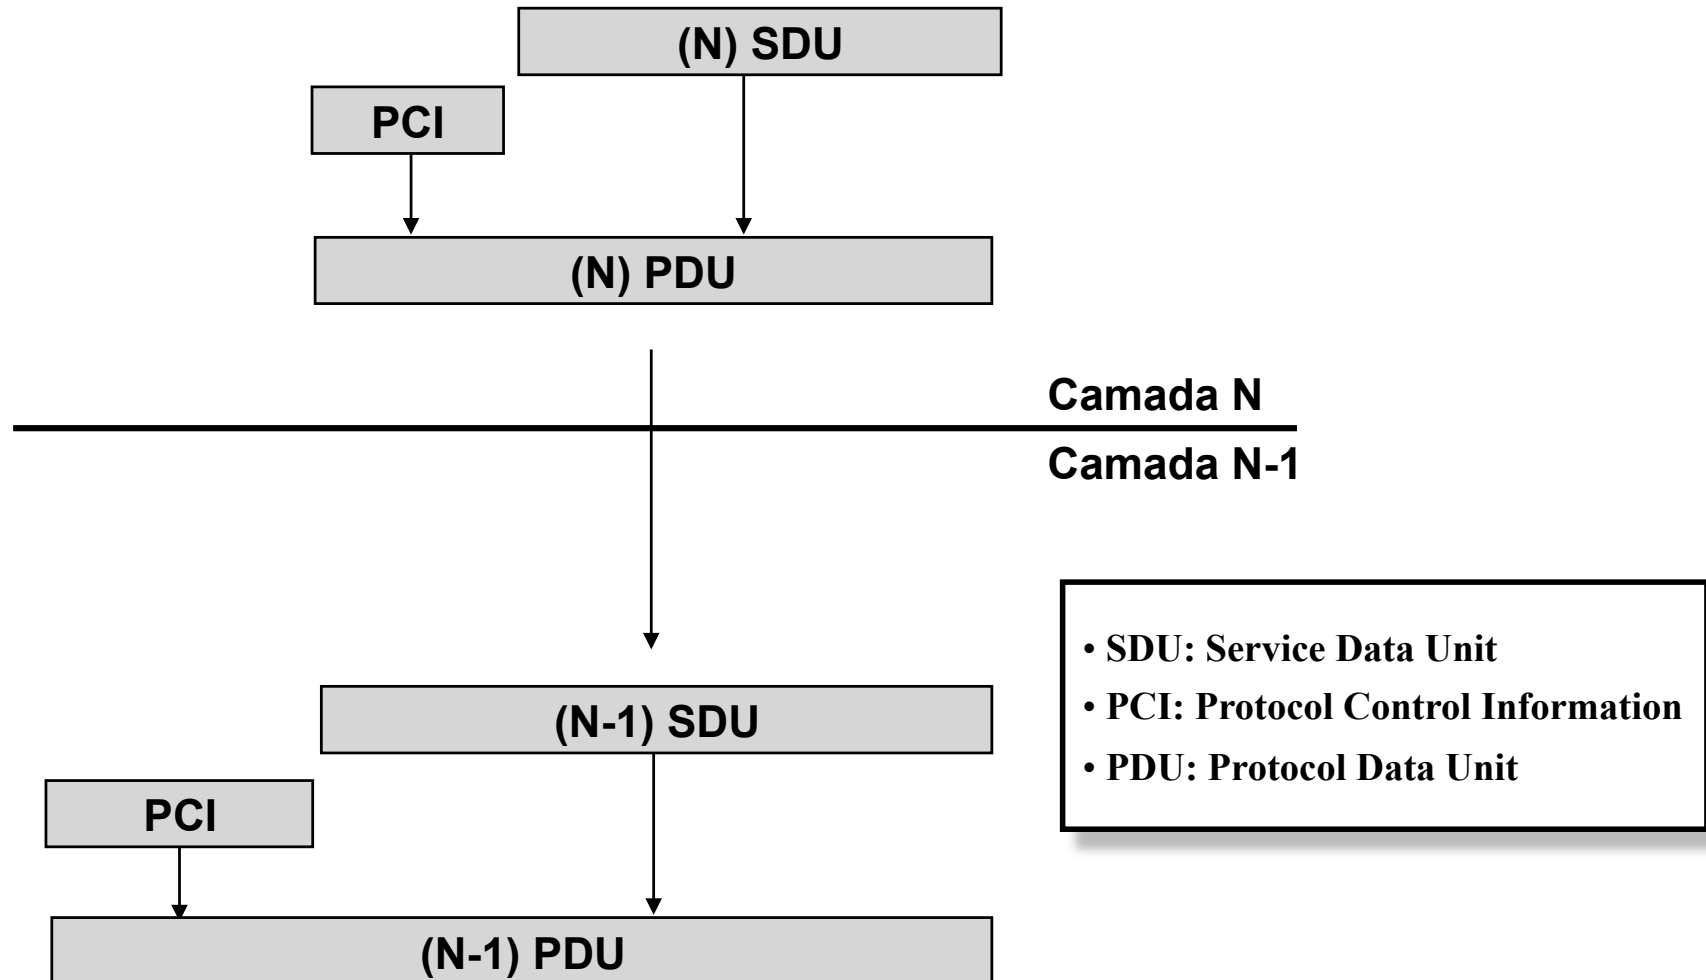 (N) SDU
PCI
(N) PDU
Camada N
Camada N-1
• SDU: Service Data Unit
• PCI: Protocol Control Information
• PDU: Protocol Data Unit
(N-1) SDU
PCI
(N-1) PDU